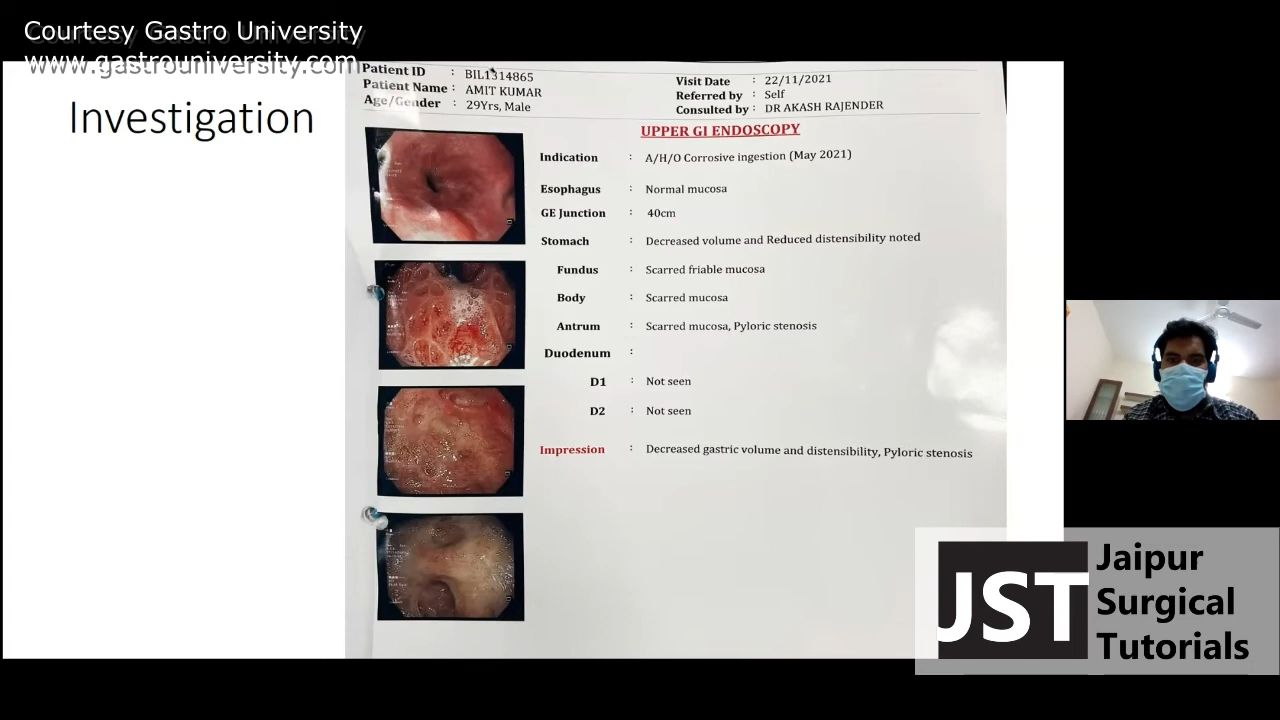 Courtesy Gastro University
www.gastrouniversity.com
Investigation
Patient ID : BIL1314865
Patient Name : AMIT KUMAR
Age/Gender : 29Yrs, Male
Visit Date : 22/11/2021
Referred by : Self
Consulted by : DR AKASH RAJENDER
UPPER GI ENDOSCOPY
Indication : A/H/O Corrosive ingestion (May 2021)
Esophagus : Normal mucosa
GE Junction : 40cm
Stomach : Decreased volume and Reduced distensibility noted
Fundus : Scarred friable mucosa
Body : Scarred mucosa
Antrum : Scarred mucosa, Pyloric stenosis
Duodenum :
D1 : Not seen
D2 : Not seen
Impression : Decreased gastric volume and distensibility, Pyloric stenosis
JST Jaipur
Surgical
Tutorials